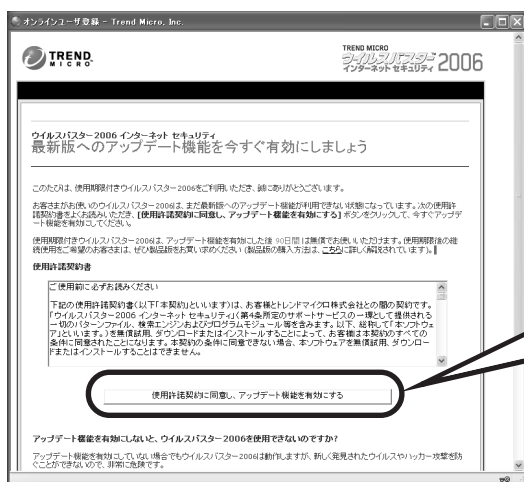 オンラインユーザ登録 - Trend Micro, Inc.
TREND
MICRO
TREND MICRO
ウイルスバスター2006
インターネット セキュリティ
ウイルスバスター2006 インターネット セキュリティ
最新版へのアップデート機能を今すぐ有効にしましょう
このたびは、使用期限付きウイルスバスター2006をご利用いただき、誠にありがとうございます。
お客さまがお使いのウイルスバスター2006は、まだ最新版へのアップデート機能が利用できない状態になっています。次の使用許
諾契約書をよくお読みいただき、[使用許諾契約に同意し、アップデート機能を有効にする] ボタンをクリックして、今すぐアップデ
ート機能を有効にしてください。
使用期限付きウイルスバスター2006は、アップデート機能を有効にした後 90日間 は無償でお使いいただけます。使用期限後の継
続使用をご希望のお客さまは、ぜひ製品版をお買い求めください (製品版の購入方法は、こちらに詳しく解説されています)。
使用許諾契約書
ご使用前に必ずお読みください
下記の使用許諾契約書(以下「本契約」といいます)は、お客様とトレンドマイクロ株式会社との間の契約です。
「ウイルスバスター2006 インターネット セキュリティ」(第4条所定のサポートサービスの一環として提供される
一切のパターンファイル、検索エンジンおよびプログラムモジュール等を含みます。以下、総称して「本ソフトウェ
ア」といいます。)を無償試用、ダウンロードまたはインストールすることによって、お客様は本契約のすべての
条件に同意されたことになります。本契約の条件に同意できない場合、本ソフトウェアを無償試用、ダウンロー
ドまたはインストールすることはできません。
使用許諾契約に同意し、アップデート機能を有効にする
アップデート機能を有効にしないと、ウイルスバスター2006を使用できないのですか?
アップデート機能を有効にしていない場合でもウイルスバスター2006は動作しますが、新しく発見されたウイルスやハッカー攻撃を防
ぐことができないので、非常に危険です。